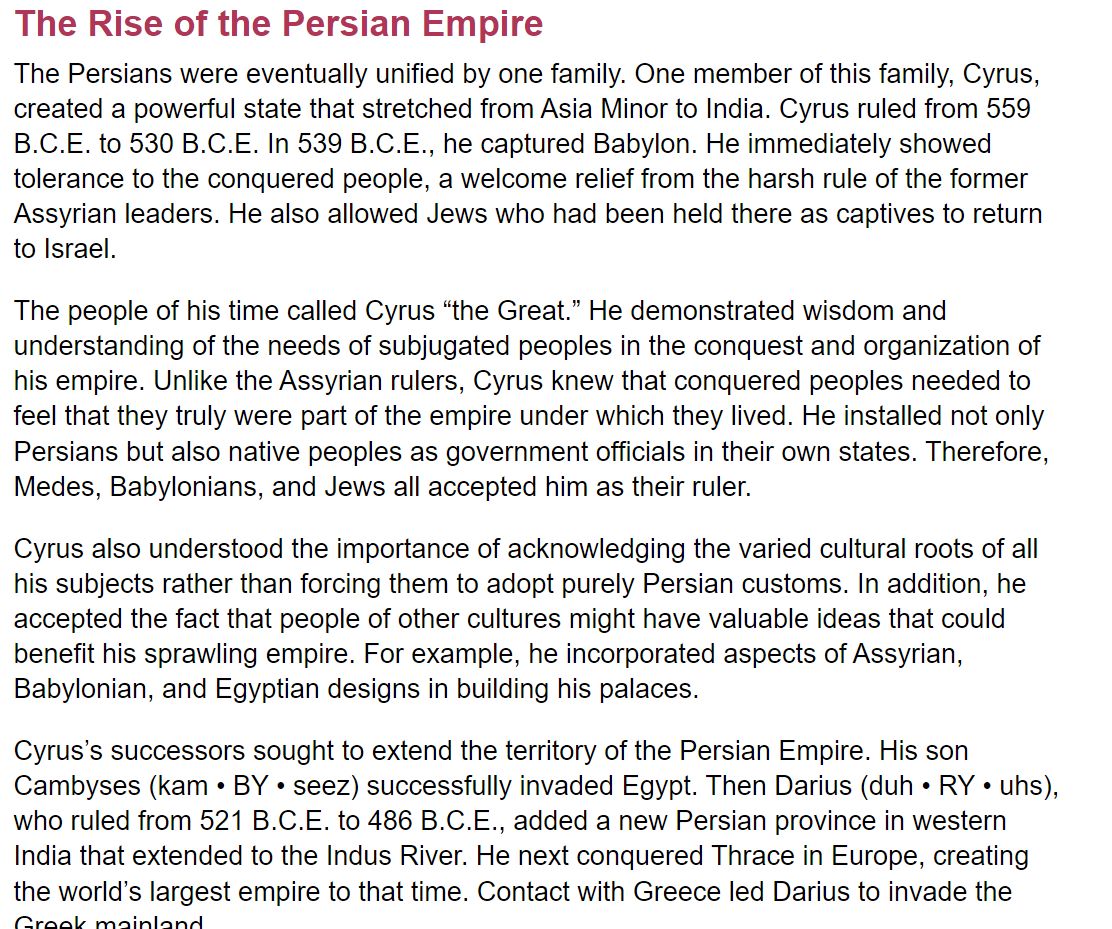 The Rise of the Persian Empire
The Persians were eventually unified by one family. One member of this family, Cyrus,
created a powerful state that stretched from Asia Minor to India. Cyrus ruled from 559
B.C.E. to 530 B.C.E. In 539 B.C.E., he captured Babylon. He immediately showed
tolerance to the conquered people, a welcome relief from the harsh rule of the former
Assyrian leaders. He also allowed Jews who had been held there as captives to return
to Israel.
The people of his time called Cyrus “the Great.” He demonstrated wisdom and
understanding of the needs of subjugated peoples in the conquest and organization of
his empire. Unlike the Assyrian rulers, Cyrus knew that conquered peoples needed to
feel that they truly were part of the empire under which they lived. He installed not only
Persians but also native peoples as government officials in their own states. Therefore,
Medes, Babylonians, and Jews all accepted him as their ruler.
Cyrus also understood the importance of acknowledging the varied cultural roots of all
his subjects rather than forcing them to adopt purely Persian customs. In addition, he
accepted the fact that people of other cultures might have valuable ideas that could
benefit his sprawling empire. For example, he incorporated aspects of Assyrian,
Babylonian, and Egyptian designs in building his palaces.
Cyrus’s successors sought to extend the territory of the Persian Empire. His son
Cambyses (kam • BY • seez) successfully invaded Egypt. Then Darius (duh • RY • uhs),
who ruled from 521 B.C.E. to 486 B.C.E., added a new Persian province in western
India that extended to the Indus River. He next conquered Thrace in Europe, creating
the world’s largest empire to that time. Contact with Greece led Darius to invade the
Greek mainland.